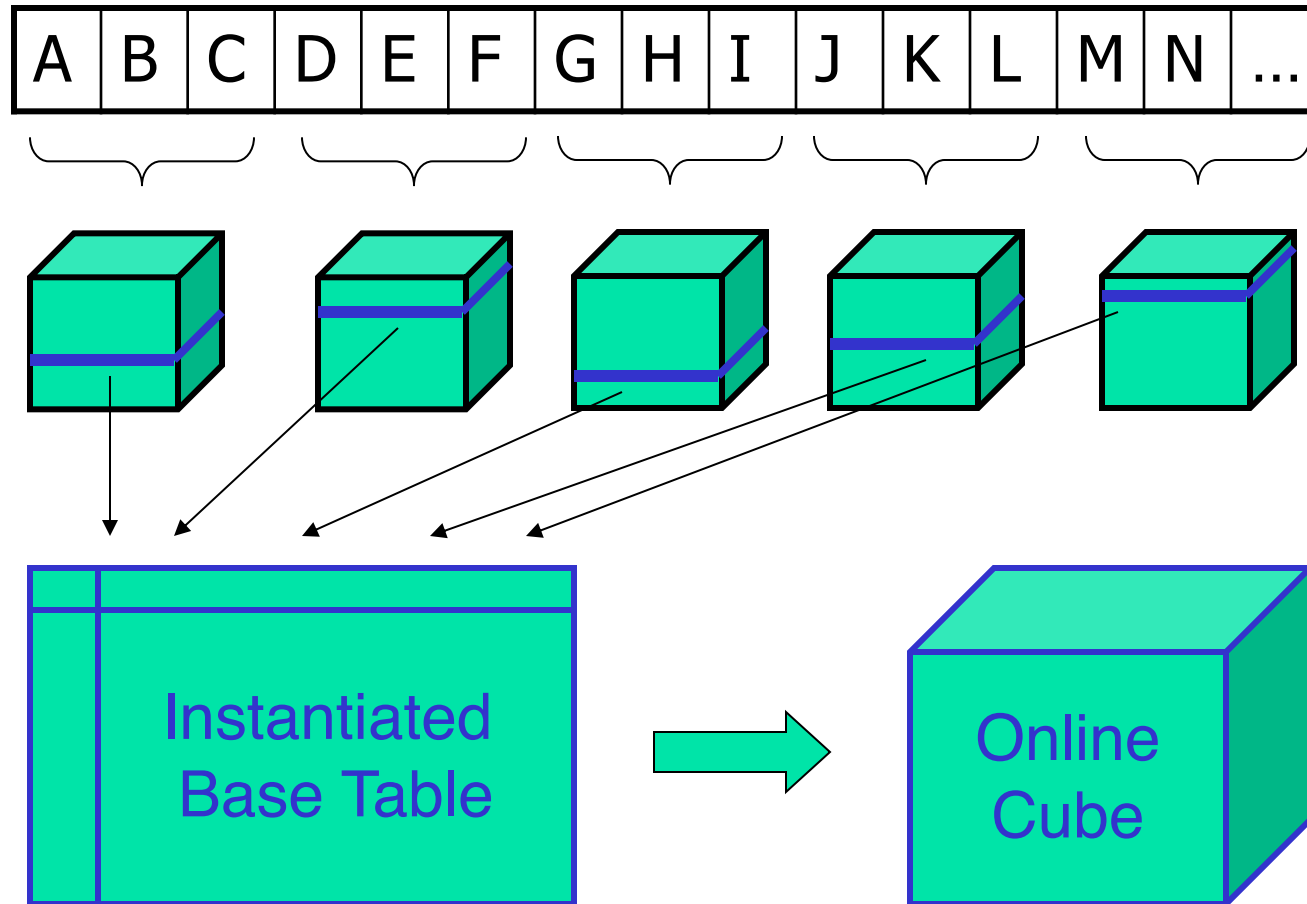 A B C D E F G H I J K L M N ...
Instantiated
Base Table
Online
Cube